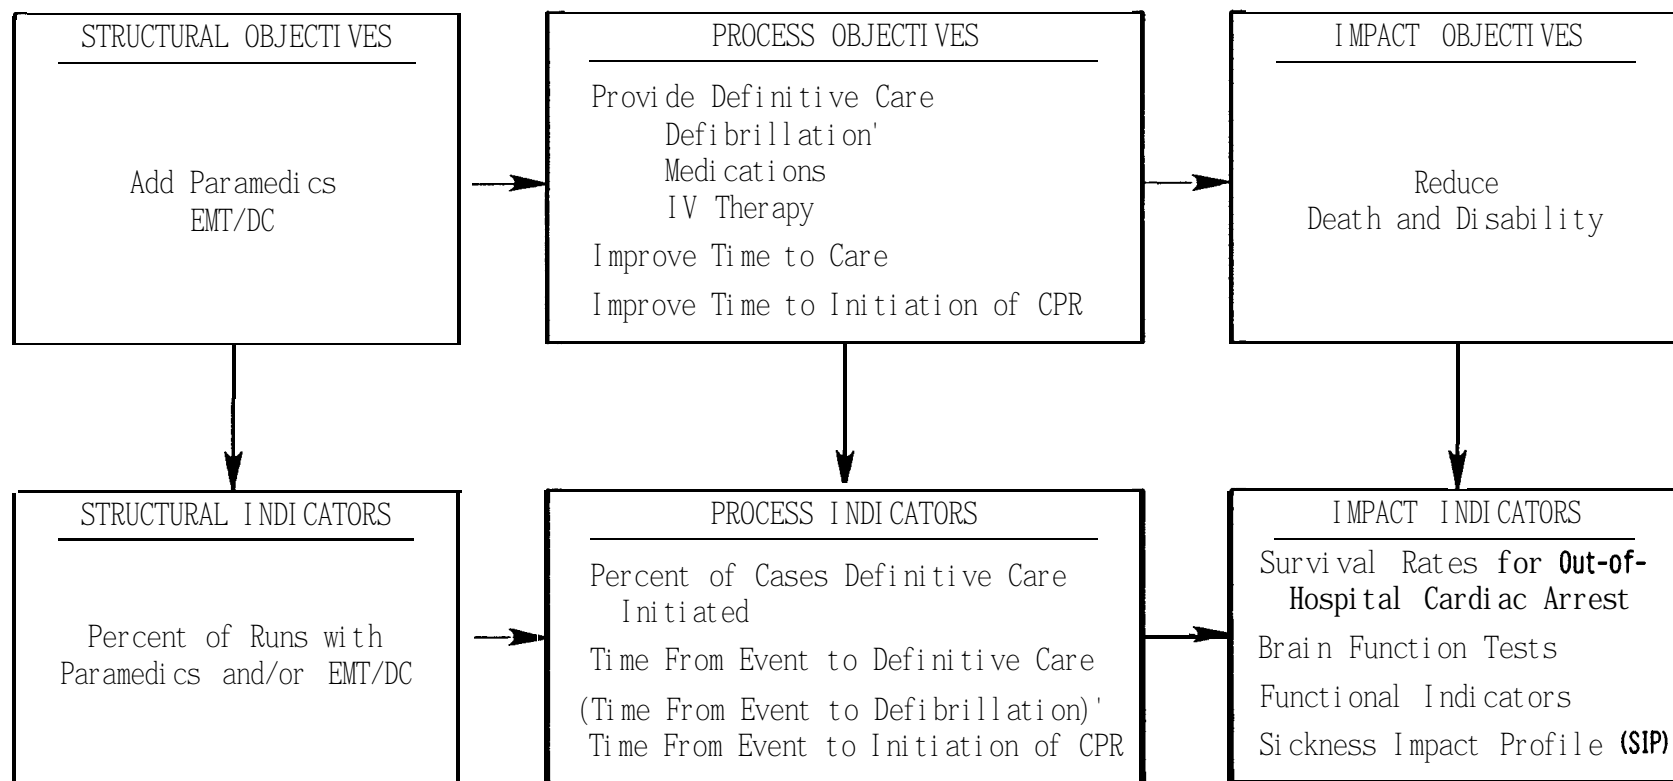 STRUCTURAL OBJECTIVES
Add Paramedics
EMT/DC
PROCESS OBJECTIVES
Provide Definitive Care
Defibrillation'
Medications
IV Therapy
Improve Time to Care
Improve Time to Initiation of CPR
IMPACT OBJECTIVES
Reduce
Death and Disability
STRUCTURAL INDICATORS
Percent of Runs with
Paramedics and/or EMT/DC
PROCESS INDICATORS
Percent of Cases Definitive Care
Initiated
Time From Event to Definitive Care
(Time From Event to Defibrillation)'
Time From Event to Initiation of CPR
IMPACT INDICATORS
Survival Rates for Out-of-
Hospital Cardiac Arrest
Brain Function Tests
Functional Indicators
Sickness Impact Profile (SIP)